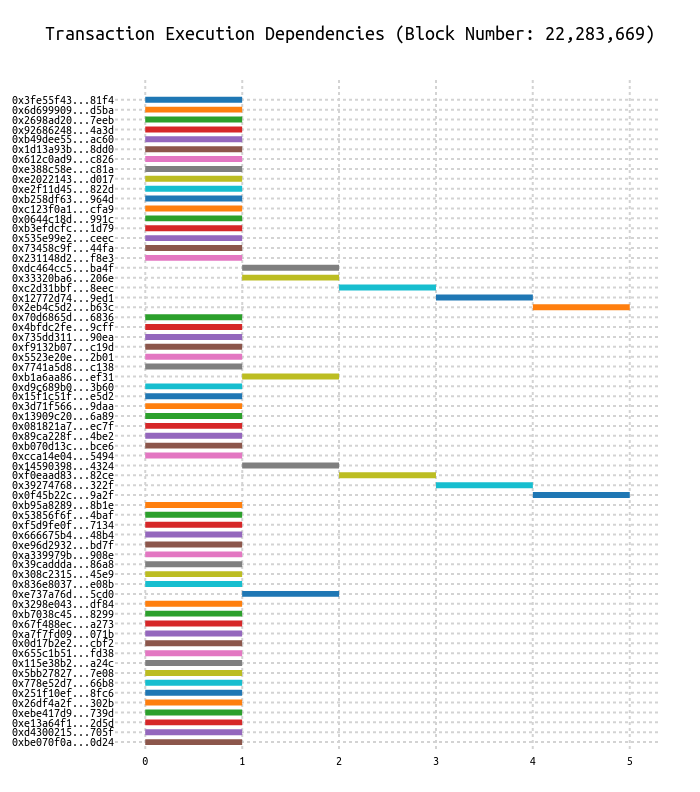 Transaction Execution Dependencies (Block Number: 22,283,669)
0x3fe55f43...81f4
0x6d699909...d5ba
0x2698ad20...7eeb
0x92686248...4a3d
0xb49dee55...ac60
0x1d13a93b...8dd0
0x612c0ad9...c826
0xe388c58e...c81a
0xe2022143...d017
0xe2f11d45...822d
0xb258df63...964d
0xc123f0a1...cfa9
0x0644c18d...991c
0xb3efdcfc...1d79
0x535e99e2...ceec
0x73458c9f...44fa
0x231148d2...f8e3
0xdc464cc5...ba4f
0x33320ba6...206e
0xc2d31bbf...8eec
0x12772d74...9ed1
0x2eb4c5d2...b63c
0x70d6865d...6836
0x4bfdc2fe...9cff
0x735dd311...90ea
0xf9132b07...c19d
0x5523e20e...2b01
0x7741a5d8...c138
0xb1a6aa86...ef31
0xd9c689b0...3b60
0x15f1c51f...e5d2
0x3d71f566...9daa
0x13909c20...6a89
0x081821a7...ec7f
0x89ca228f...4be2
0xb070d13c...bce6
0xcca14e04...5494
0x14590398...4324
0xf0eaad83...82ce
0x39274768...322f
0x0f45b22c...9a2f
0xb95a8289...8b1e
0x53856f6f...4baf
0xf5d9fe0f...7134
0x666675b4...48b4
0xe96d2932...bd7f
0xa339979b...908e
0x39caddda...86a8
0x308c2315...45e9
0x836e8037...e08b
0xe737a76d...5cd0
0x3298e043...df84
0xb7038c45...8299
0x67f488ec...a273
0xa7f7fd09...071b
0x0d17b2e2...cbf2
0x655c1b51...fd38
0x115e38b2...a24c
0x5bb27827...7e08
0x778e52d7...66b8
0x251f10ef...8fc6
0x26df4a2f...302b
0xebe417d9...739d
0xe13a64f1...2d5d
0xd4300215...705f
0xbe070f0a...0d24
0 1 2 3 4 5